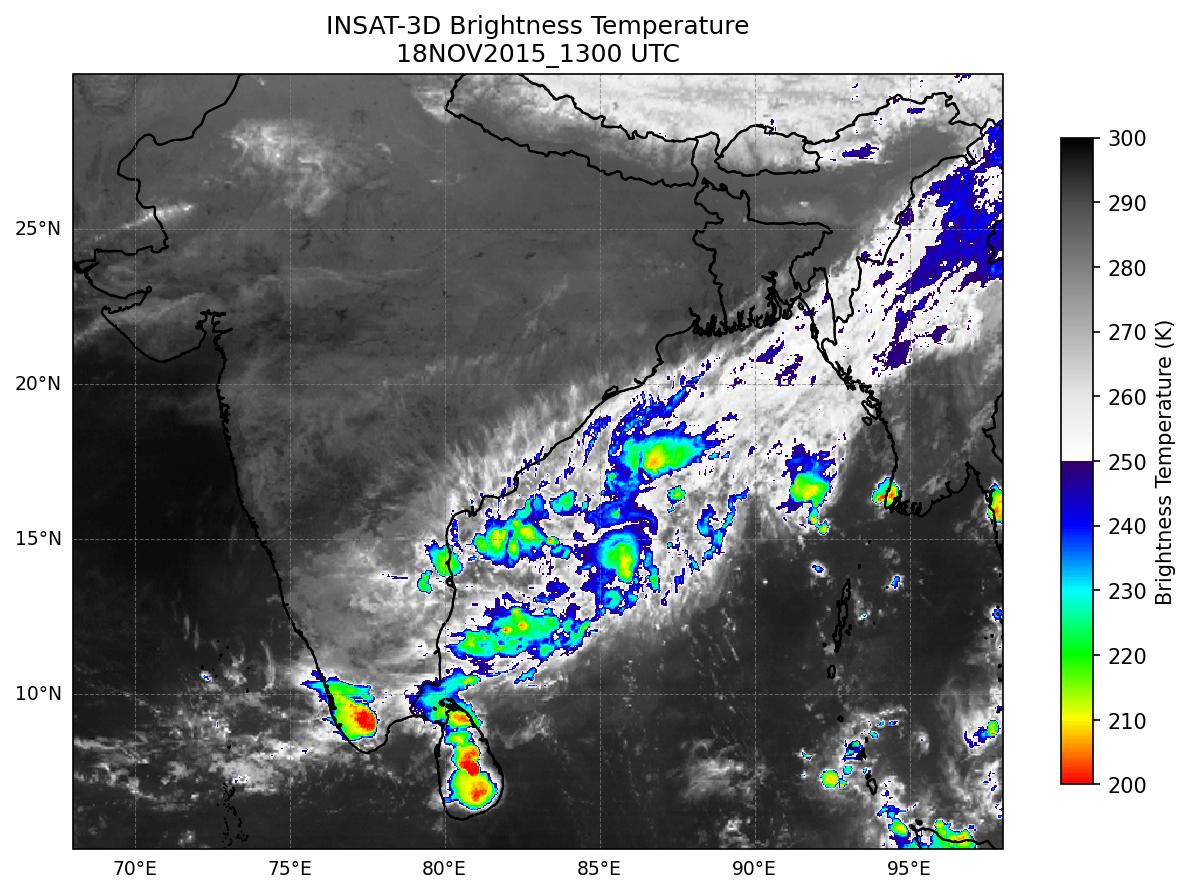 INSAT-3D Brightness Temperature
18NOV2015_1300 UTC
25°N
20°N
15°N
10°N
70°E
75°E
80°E
85°E
90°E
95°E
300
290
280
270
260
250
240
230
220
210
200
Brightness Temperature (K)